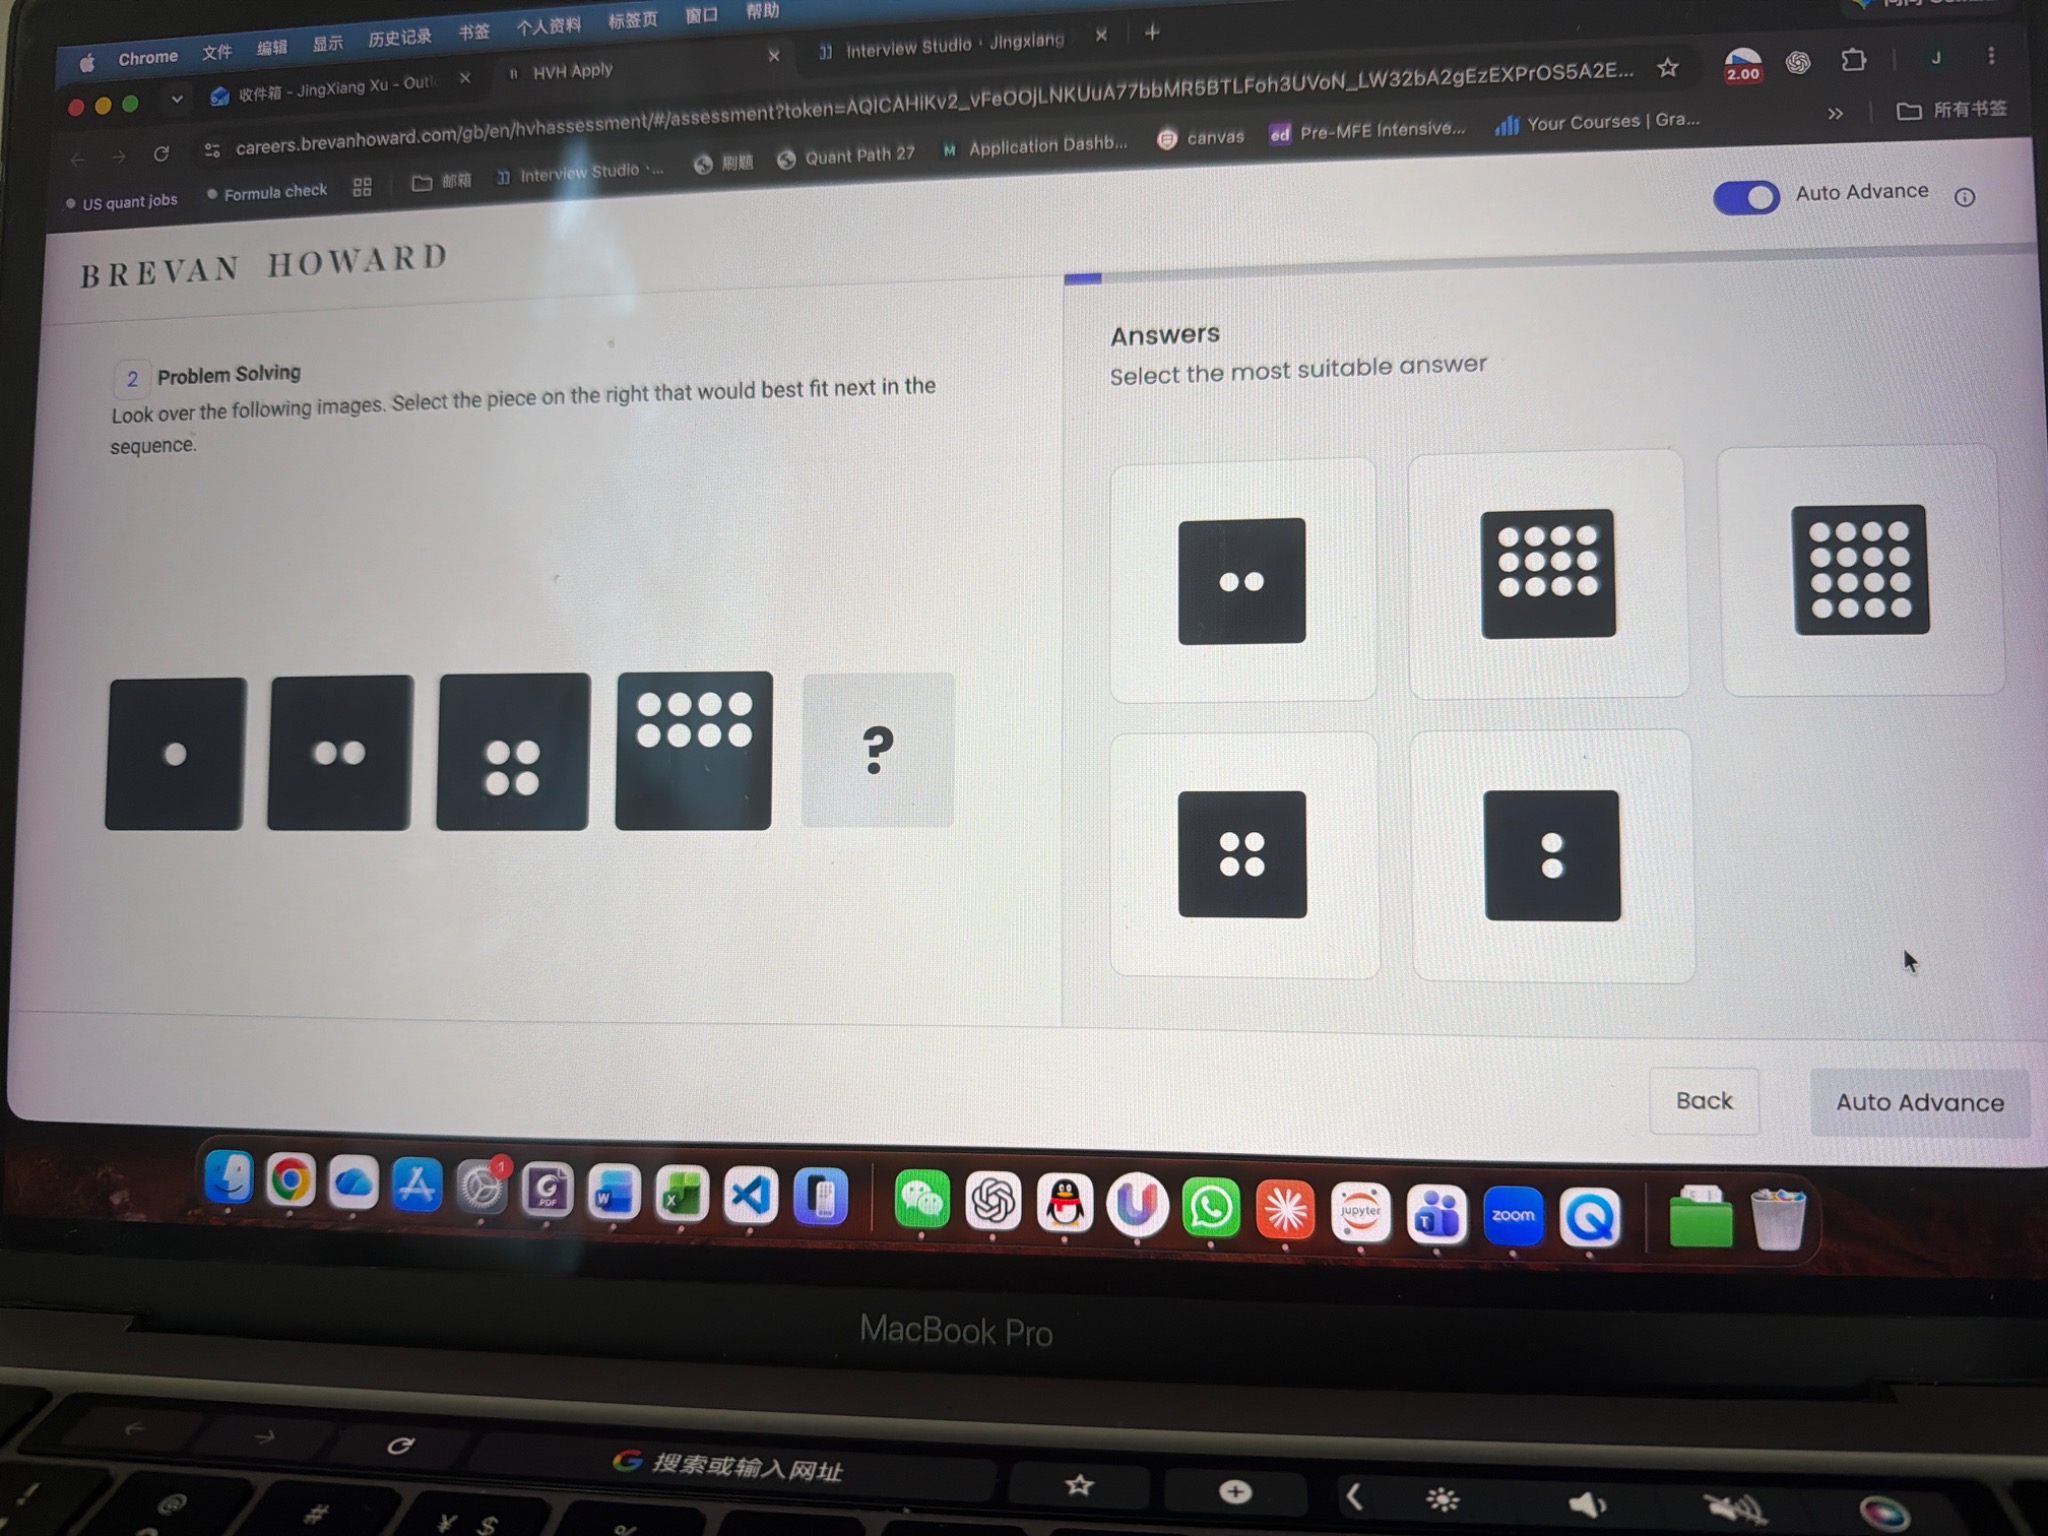 Chrome 文件 编辑 显示 历史记录 书签 个人资料 标签页 窗口 帮助
收件箱 - JingXiang Xu - Outl
HVH Apply
Interview Studio · Jingxiang
careers.brevanhoward.com/gb/en/hvhassessment/#/assessment?token=AQICAHiKv2_vFeOOjLNKUuA77bbMR5BTLFoh3UVoN_LW32bA2gEzEXPrOS5A2E...
2.00
J
US quant jobs
Formula check
邮箱
Interview Studio · ...
刷题
Quant Path 27
M Application Dashb...
canvas
ed Pre-MFE Intensive...
Your Courses | Gra...
所有书签
BREVAN HOWARD
Auto Advance
2 Problem Solving
Look over the following images. Select the piece on the right that would best fit next in the
sequence.
?
Answers
Select the most suitable answer
Back
Auto Advance
1
PDF
W
X
jupyter
T
zoom
MacBook Pro
G 搜索或输入网址
!
@
#
¥ $
%